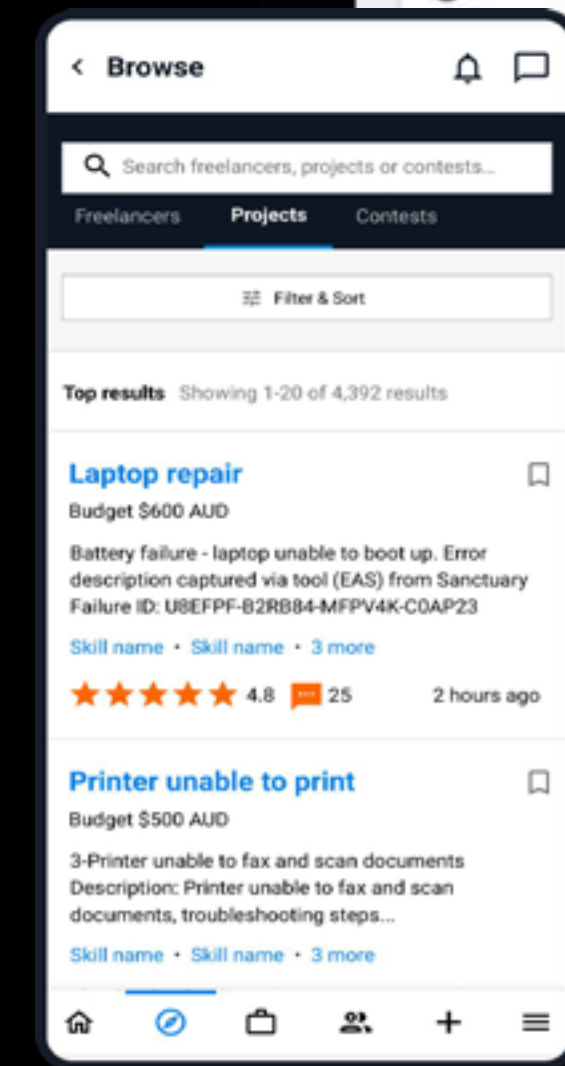 Browse
Search freelancers, projects or contests...
Freelancers Projects Contests
Filter & Sort
Top results Showing 1-20 of 4,392 results
Laptop repair
Budget $600 AUD
Battery failure - laptop unable to boot up. Error
description captured via tool (EAS) from Sanctuary
Failure ID: U8EFPF-B2RB84-MFPV4K-C0AP23
Skill name • Skill name • 3 more
4.8 25 2 hours ago
Printer unable to print
Budget $500 AUD
3-Printer unable to fax and scan documents
Description: Printer unable to fax and scan
documents, troubleshooting steps...
Skill name • Skill name • 3 more